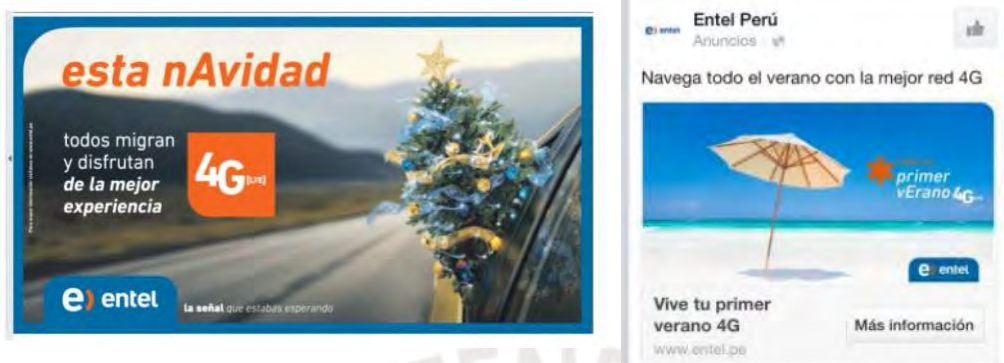 esta nAvidad
todos migran
y disfrutan
de la mejor
experiencia
4G [LTE]
e) entel
la señal que estabas esperando
Entel Perú
e) entel
Anuncios
Navega todo el verano con la mejor red 4G
primer
vErano 4G
e) entel
Vive tu primer
verano 4G
www.entel.pe
Más información